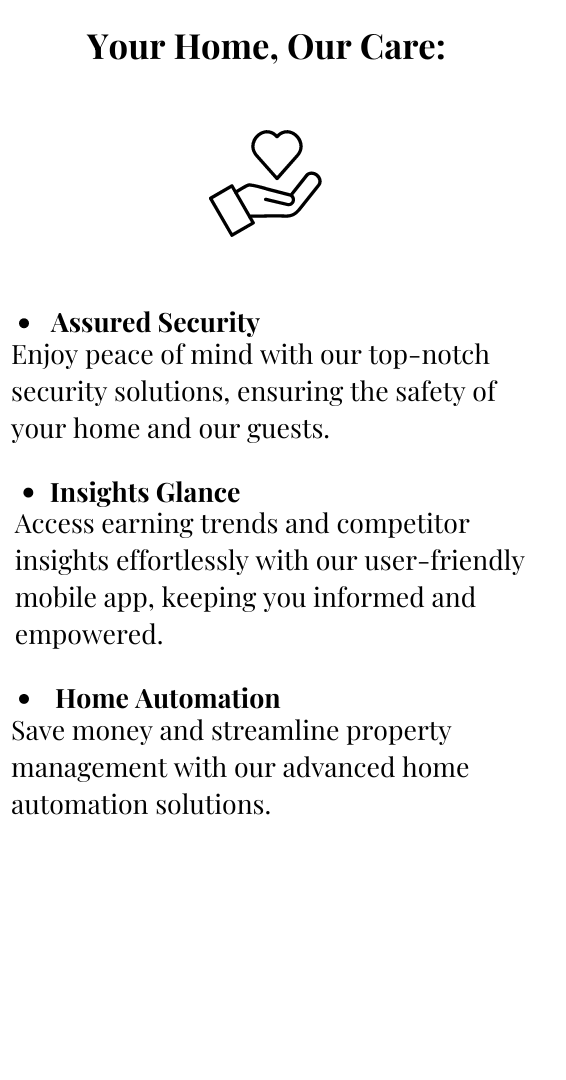 Your Home, Our Care:
• Assured Security
Enjoy peace of mind with our top-notch
security solutions, ensuring the safety of
your home and our guests.
• Insights Glance
Access earning trends and competitor
insights effortlessly with our user-friendly
mobile app, keeping you informed and
empowered.
• Home Automation
Save money and streamline property
management with our advanced home
automation solutions.